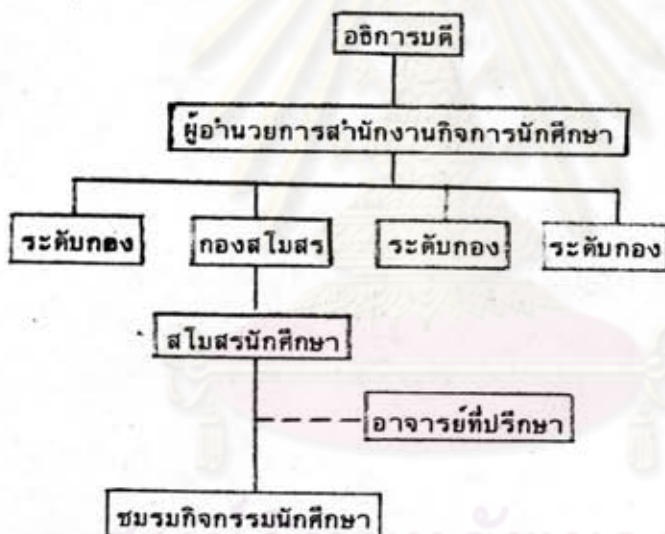 อธิการบดี
ผู้อำนวยการสำนักงานกิจการนักศึกษา
ระดับกอง
กองสโมสร
ระดับกอง
ระดับกอง
สโมสรนักศึกษา
อาจารย์ที่ปรึกษา
ชมรมกิจกรรมนักศึกษา